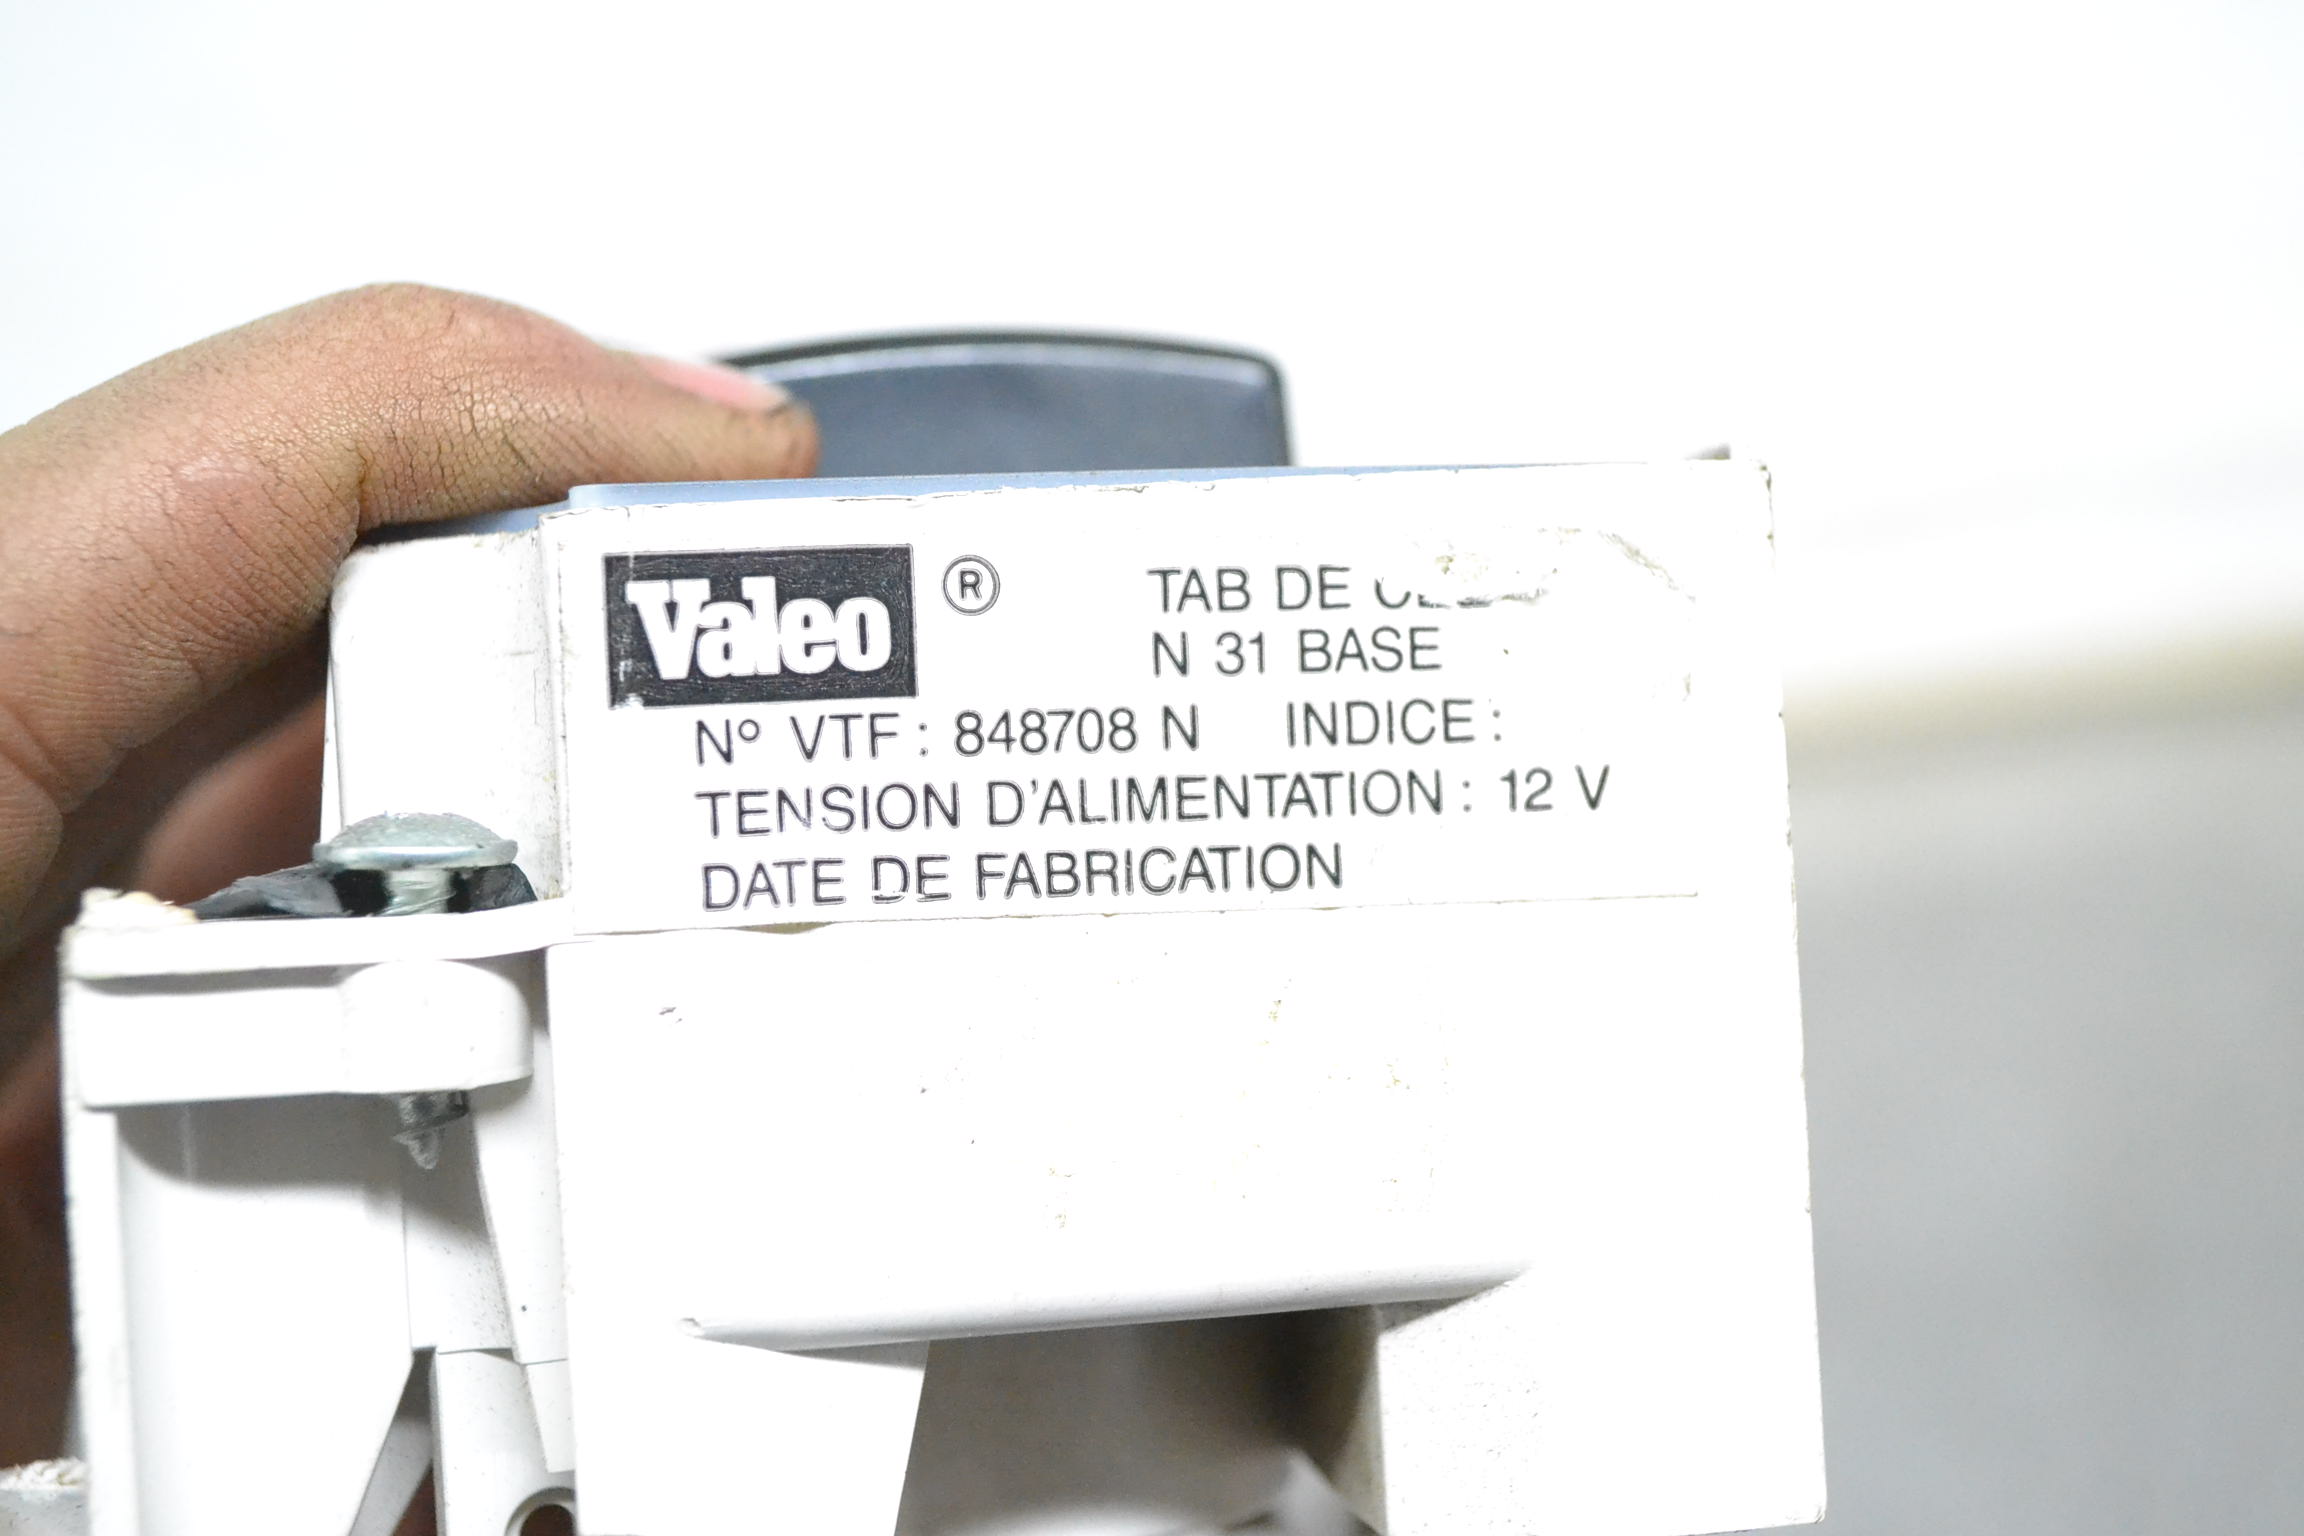 Valeo ® TAB DE
N 31 BASE
N° VTF : 848708 N INDICE :
TENSION D'ALIMENTATION : 12 V
DATE DE FABRICATION